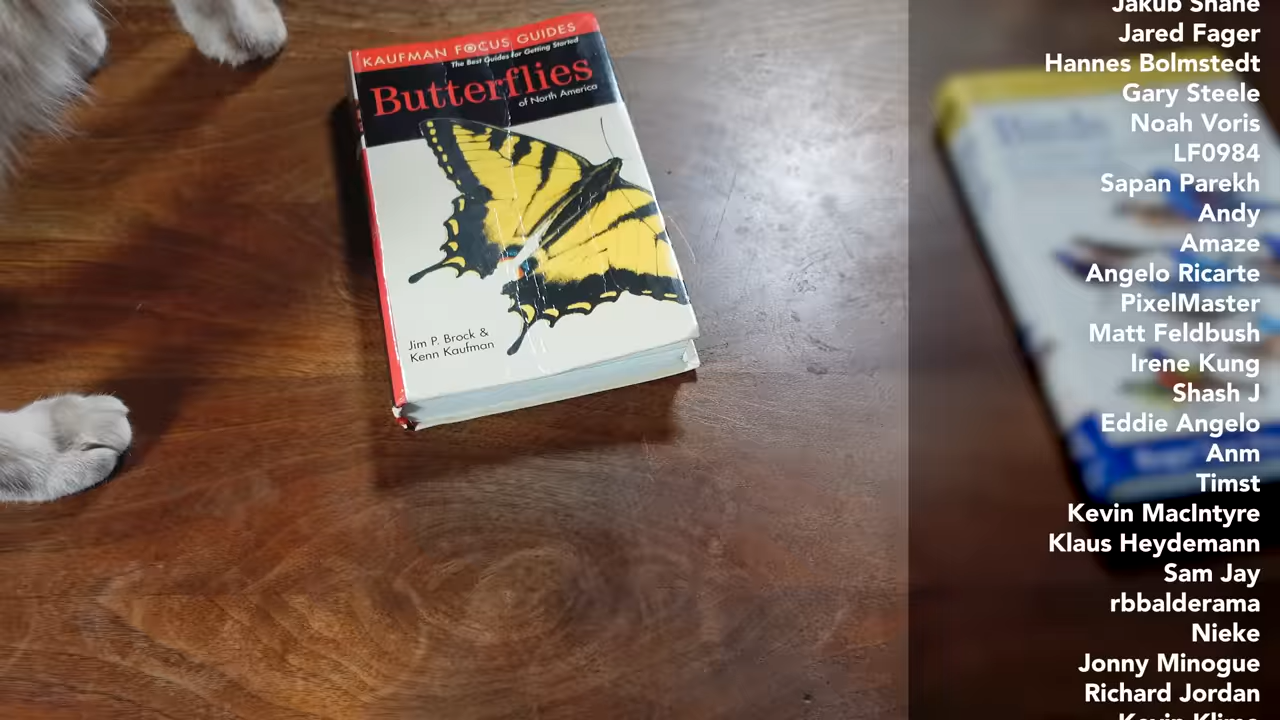 KAUFMAN FOCUS GUIDES
The Best Guides for Getting Started
Butterflies
of North America
Jim P. Brock &
Kenn Kaufman
Jakub Shane
Jared Fager
Hannes Bolmstedt
Gary Steele
Noah Voris
LF0984
Sapan Parekh
Andy
Amaze
Angelo Ricarte
PixelMaster
Matt Feldbush
Irene Kung
Shash J
Eddie Angelo
Anm
Timst
Kevin MacIntyre
Klaus Heydemann
Sam Jay
rbbalderama
Nieke
Jonny Minogue
Richard Jordan